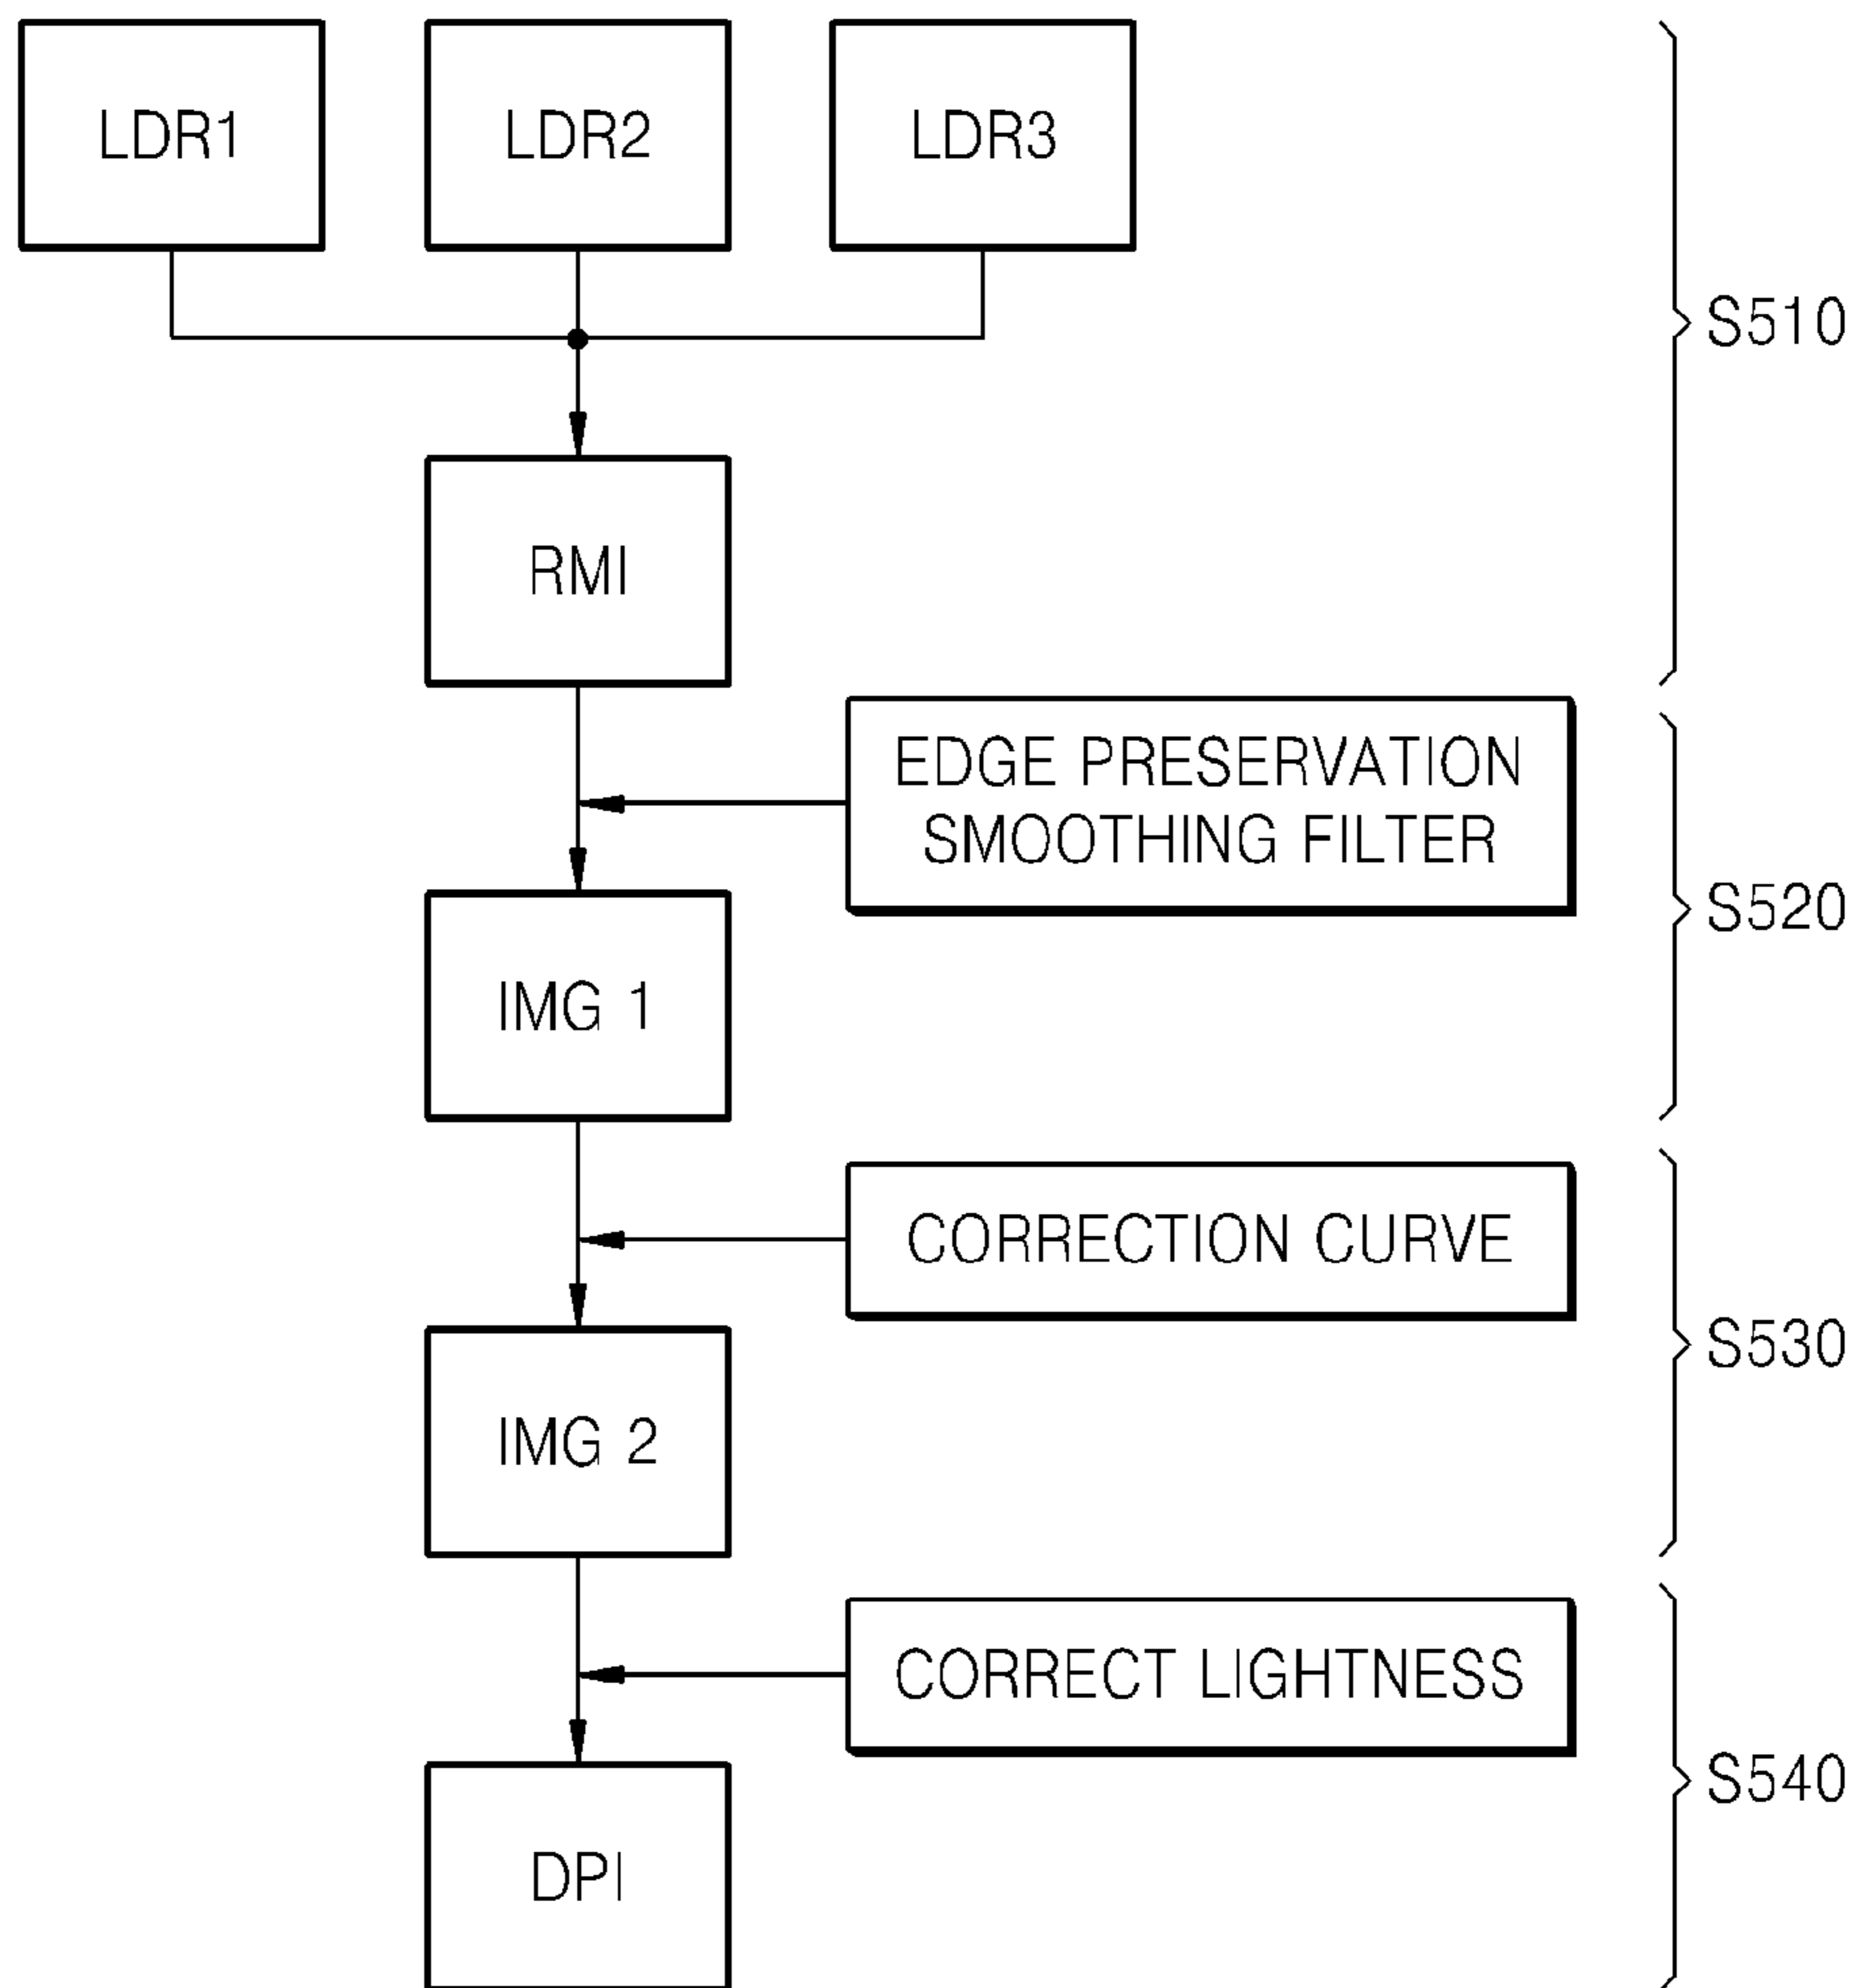 LDR1
LDR2
LDR3
S510
RMI
EDGE PRESERVATION
SMOOTHING FILTER
S520
IMG 1
CORRECTION CURVE
S530
IMG 2
CORRECT LIGHTNESS
S540
DPI